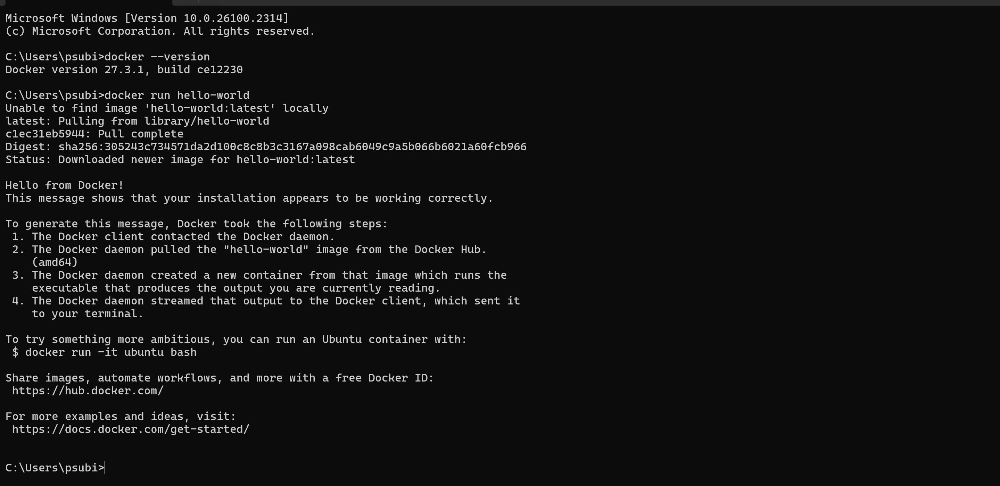 Microsoft Windows [Version 10.0.26100.2314]
(c) Microsoft Corporation. All rights reserved.

C:\Users\psubi>docker --version
Docker version 27.3.1, build ce12230

C:\Users\psubi>docker run hello-world
Unable to find image 'hello-world:latest' locally
latest: Pulling from library/hello-world
c1ec31eb5944: Pull complete
Digest: sha256:305243c734571da2d100c8c8b3c3167a098cab6049c9a5b066b6021a60fcb966
Status: Downloaded newer image for hello-world:latest

Hello from Docker!
This message shows that your installation appears to be working correctly.

To generate this message, Docker took the following steps:
 1. The Docker client contacted the Docker daemon.
 2. The Docker daemon pulled the "hello-world" image from the Docker Hub.
    (amd64)
 3. The Docker daemon created a new container from that image which runs the
    executable that produces the output you are currently reading.
 4. The Docker daemon streamed that output to the Docker client, which sent it
    to your terminal.

To try something more ambitious, you can run an Ubuntu container with:
 $ docker run -it ubuntu bash

Share images, automate workflows, and more with a free Docker ID:
 https://hub.docker.com/

For more examples and ideas, visit:
 https://docs.docker.com/get-started/

C:\Users\psubi>